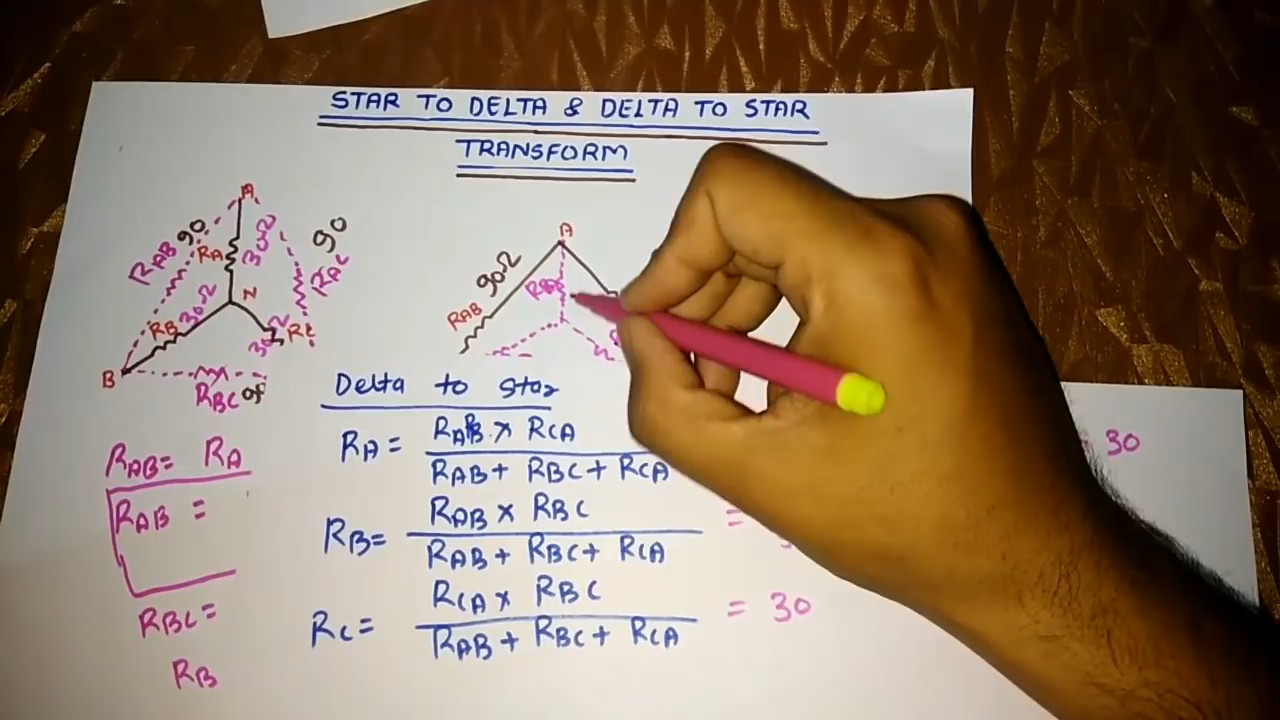 STAR TO DELTA & DELTA TO STAR
TRANSFORM
A
90
RAB
RA
30Ω
90
RAC
N
RB
30Ω
30Ω
RC
B
RBC
90
A
90Ω
RAB
Delta to Star
RA = RAB × RCA
RAB + RBC + RCA
30
RB = RAB × RBC
RAB + RBC + RCA
=
RC = RCA × RBC
RAB + RBC + RCA
= 30
RAB = RA
RAB =
RBC =
RB